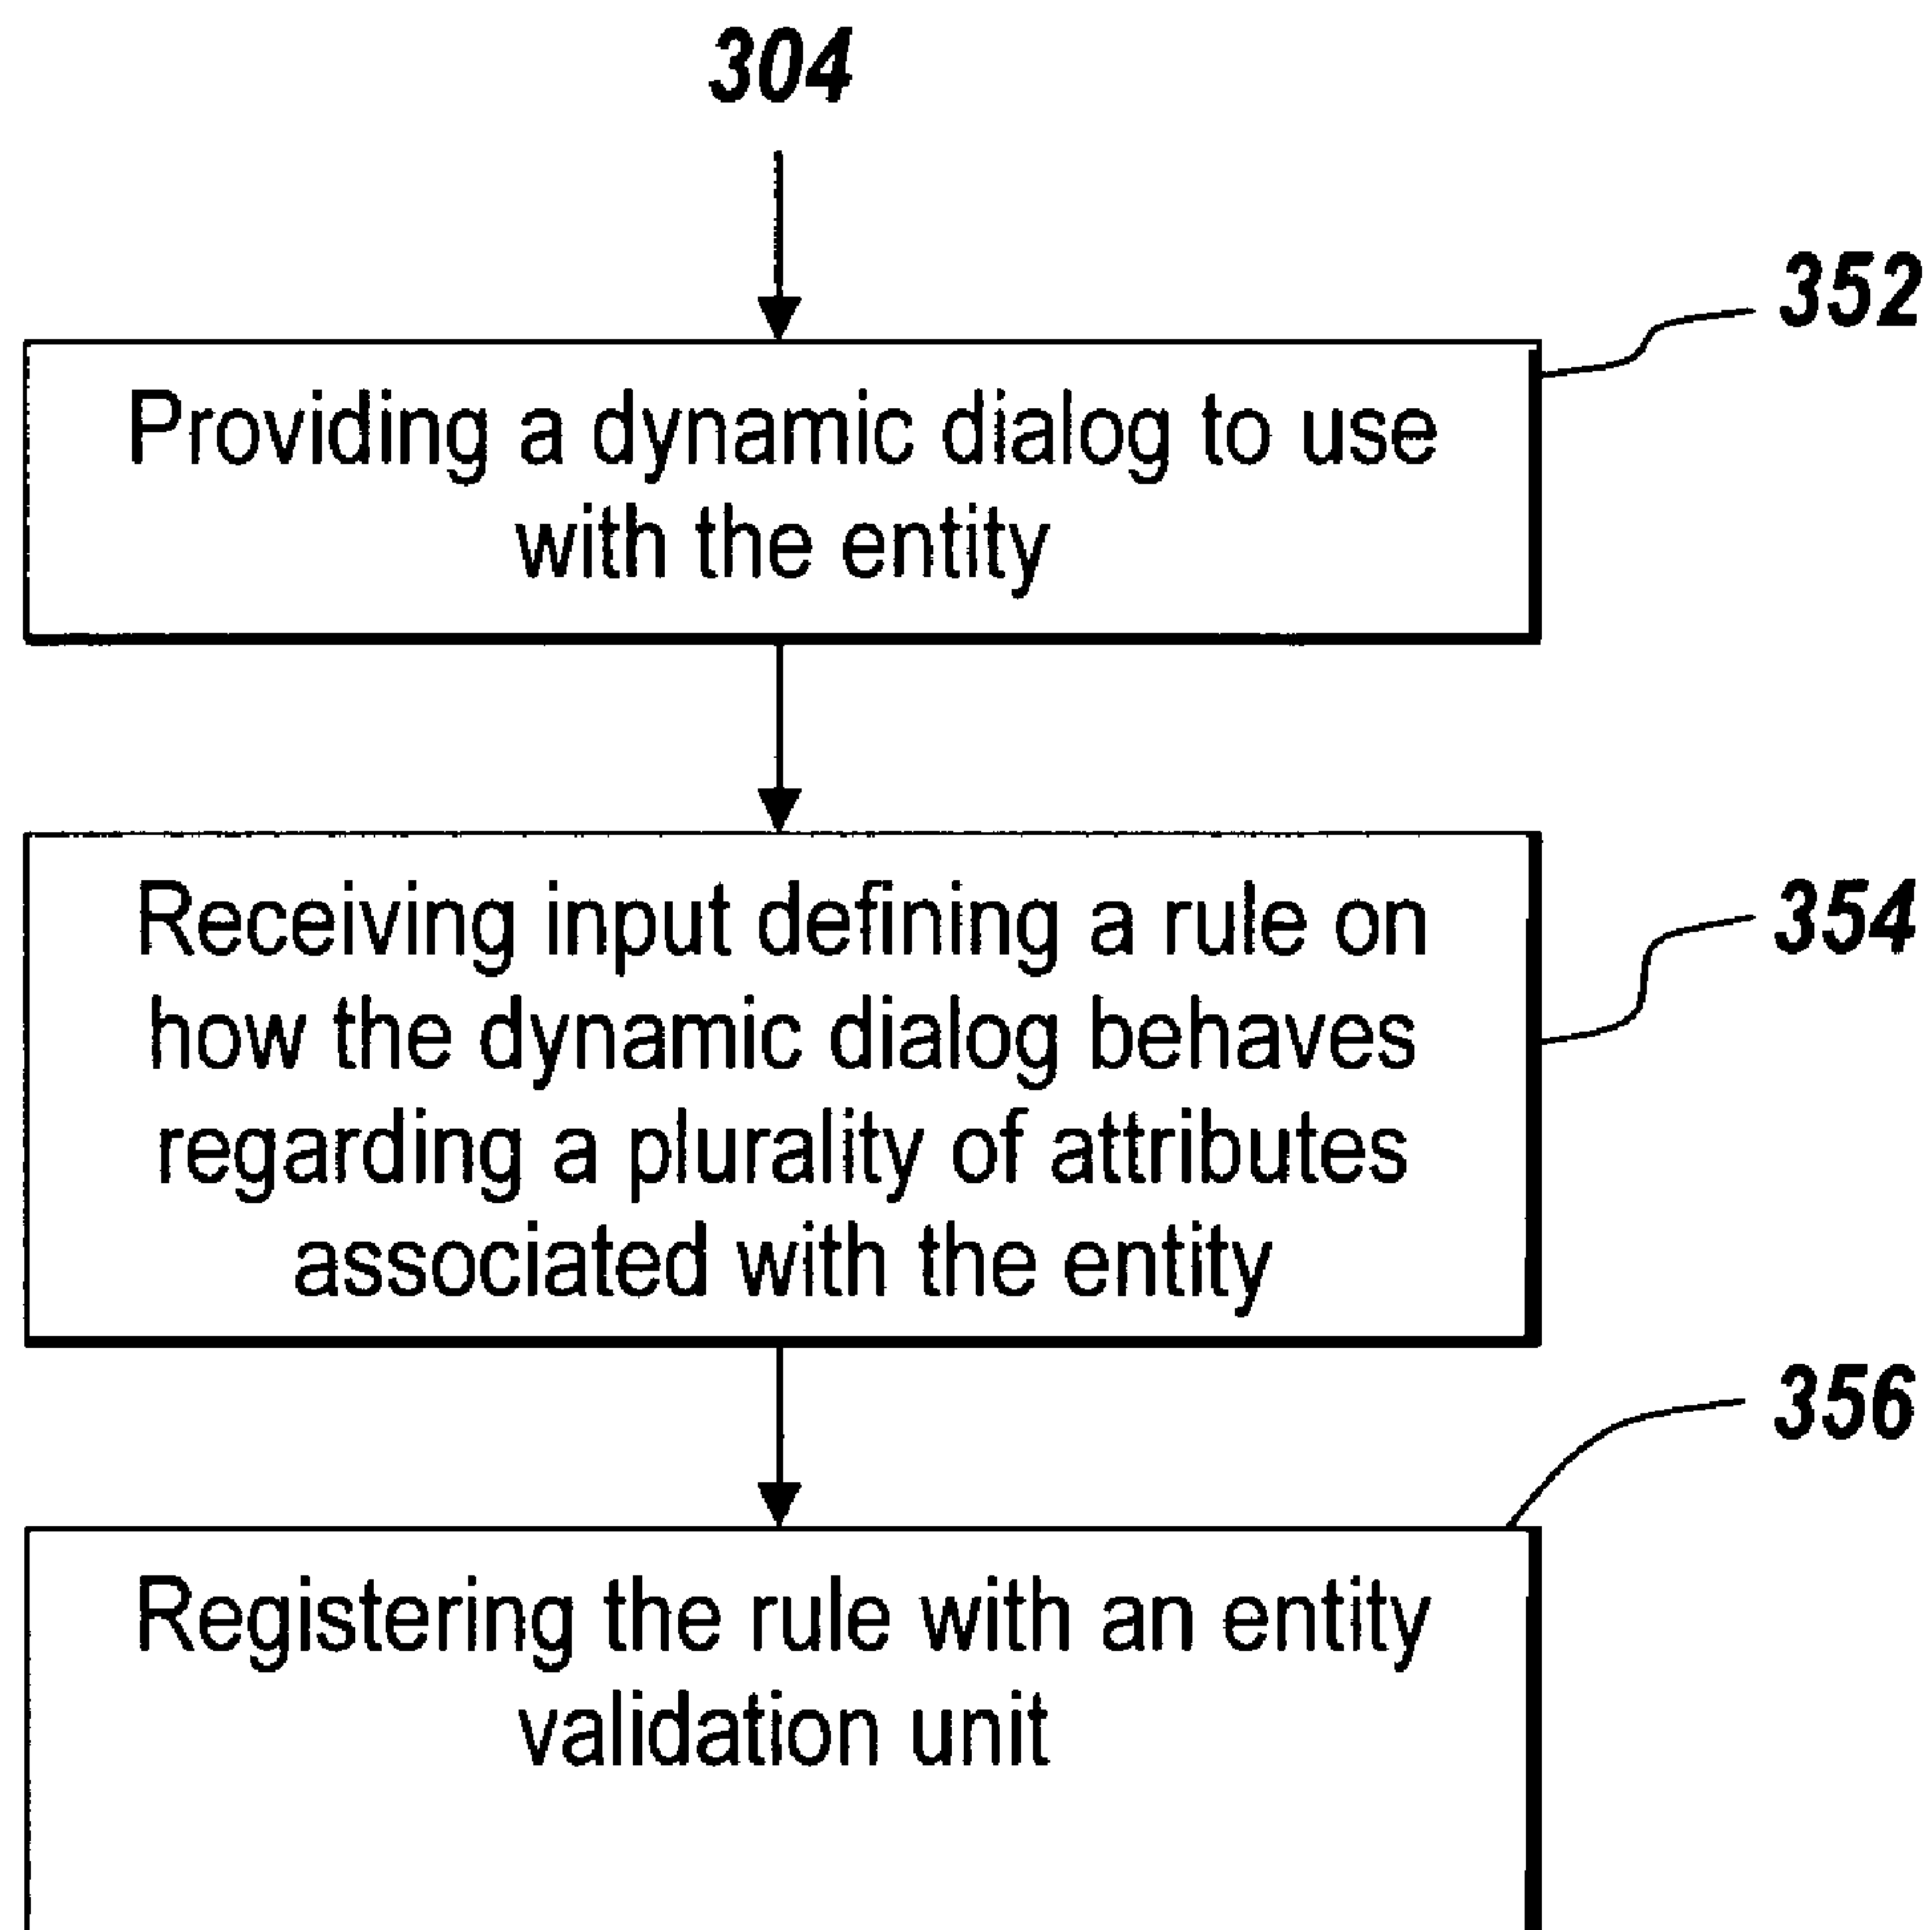 304
352
Providing a dynamic dialog to use
with the entity
354
Receiving input defining a rule on
how the dynamic dialog behaves
regarding a plurality of attributes
associated with the entity
356
Registering the rule with an entity
validation unit